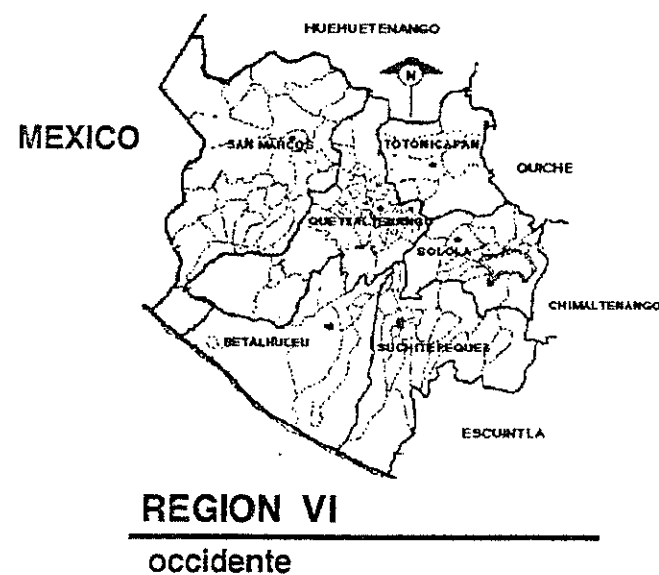 HUEHUETENANGO
N
MEXICO
SAN MARCOS
TOTONICAPAN
QUICHE
QUETZALTENANGO
SOLOLA
CHIMALTENANGO
RETALHULEU
SUCHITEPEQUEZ
ESCUINTLA
REGION VI
occidente